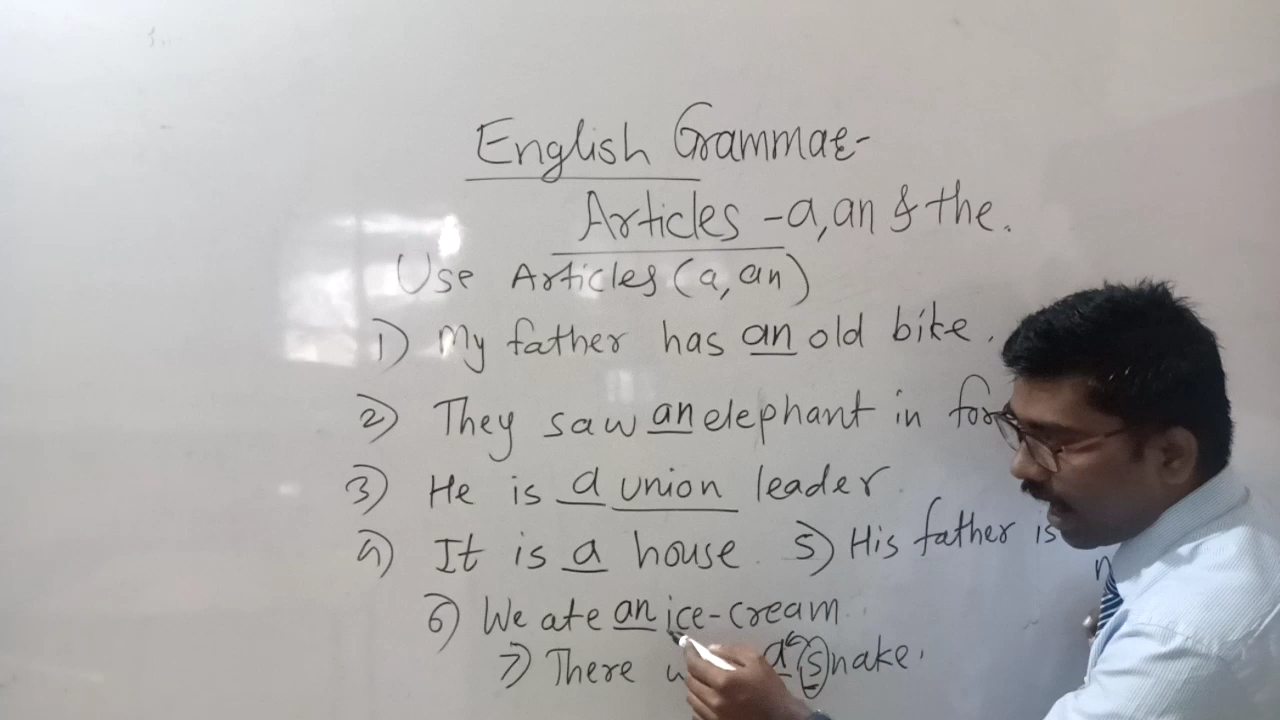 English Grammar-
Articles - a, an & the.
Use Articles (a, an)
1) My father has an old bike.
2) They saw an elephant in
3) He is a union leader.
4) It is a house. 5) His father is
6) We ate an ice-cream.
7) There a snake.